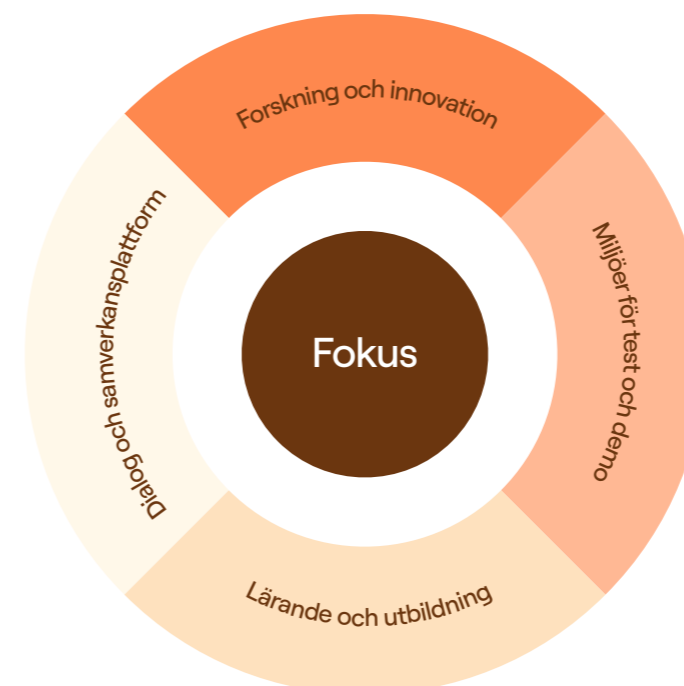 Forskning och innovation
Miljöer för test och demo
Fokus
Dialog och samverkansplattform
Lärande och utbildning